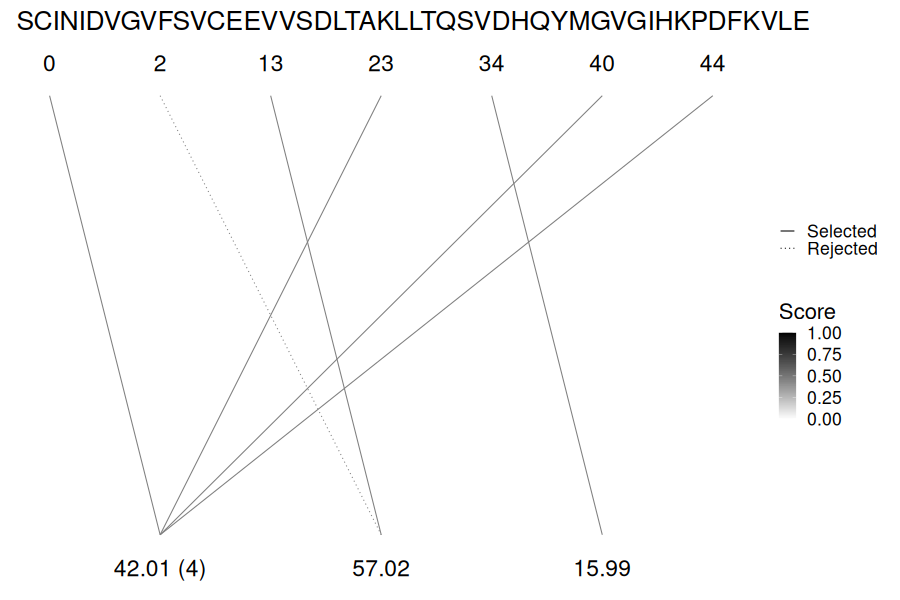 SCINIDVGVFSVCEEVVSDLTAKLLTQSVDHQYMGVGIHKPDFKVLE
0 2 13 23 34 40 44
Selected
Rejected
Score
1.00
0.75
0.50
0.25
0.00
42.01 (4) 57.02 15.99